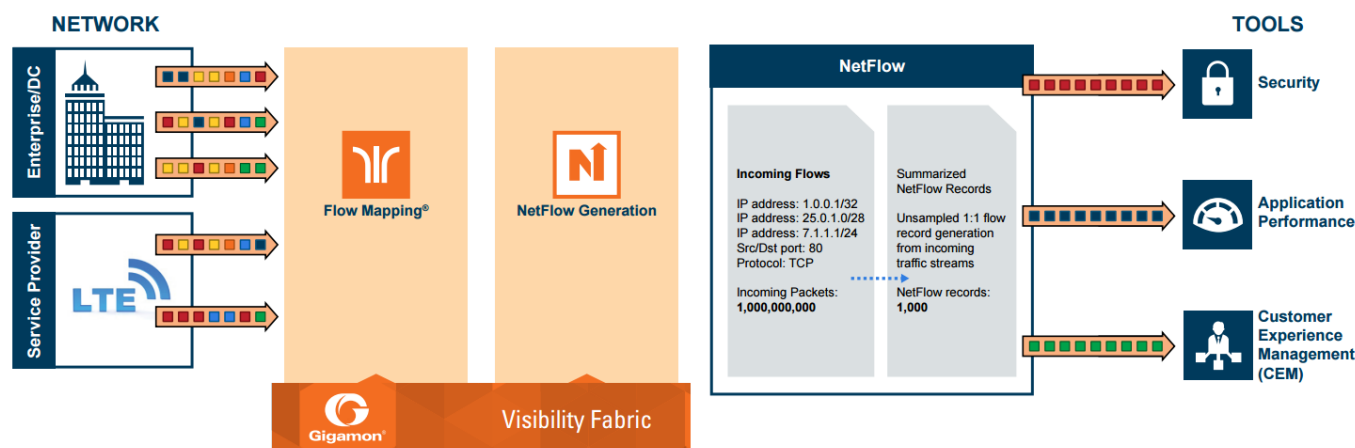 NETWORK
TOOLS
Enterprise/DC
Service Provider
LTE
Flow Mapping®
NetFlow Generation
Gigamon®
Visibility Fabric
NetFlow
Incoming Flows
IP address: 1.0.0.1/32
IP address: 25.0.1.0/28
IP address: 7.1.1.1/24
Src/Dst port: 80
Protocol: TCP
Incoming Packets:
1,000,000,000
Summarized
NetFlow Records
Unsampled 1:1 flow
record generation
from incoming
traffic streams
NetFlow records:
1,000
Security
Application
Performance
Customer
Experience
Management
(CEM)